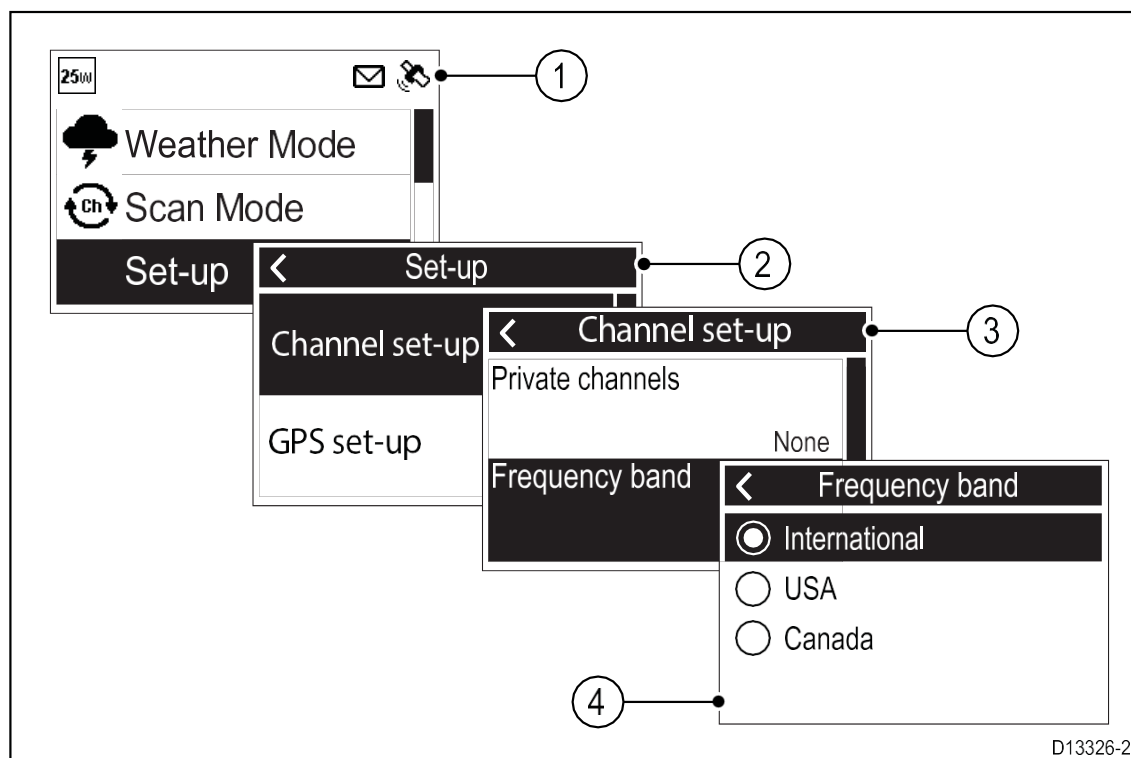 25W
1
Weather Mode
Ch
Scan Mode
Set-up
Set-up
2
Channel set-up
GPS set-up
Channel set-up
3
Private channels
None
Frequency band
Frequency band
International
USA
Canada
4
D13326-2